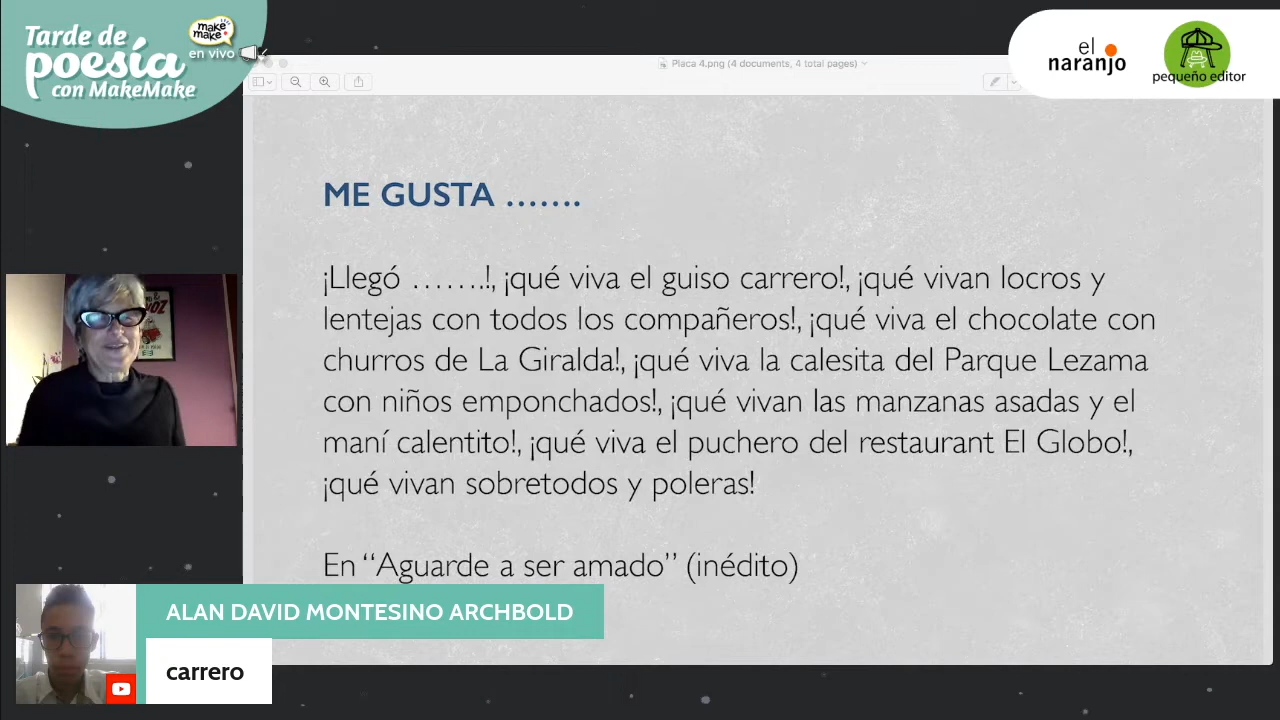 Tarde de
poesía
con MakeMake
make
make
en vivo
Placa 4.png (4 documents, 4 total pages)
el
naranjo
pequeño editor
ME GUSTA …….
¡Llegó …….!, ¡qué viva el guiso carrero!, ¡qué vivan locros y
lentejas con todos los compañeros!, ¡qué viva el chocolate con
churros de La Giralda!, ¡qué viva la calesita del Parque Lezama
con niños emponchados!, ¡qué vivan las manzanas asadas y el
maní calentito!, ¡qué viva el puchero del restaurant El Globo!,
¡qué vivan sobretodos y poleras!
En “Aguarde a ser amado” (inédito)
ALAN DAVID MONTESINO ARCHBOLD
carrero